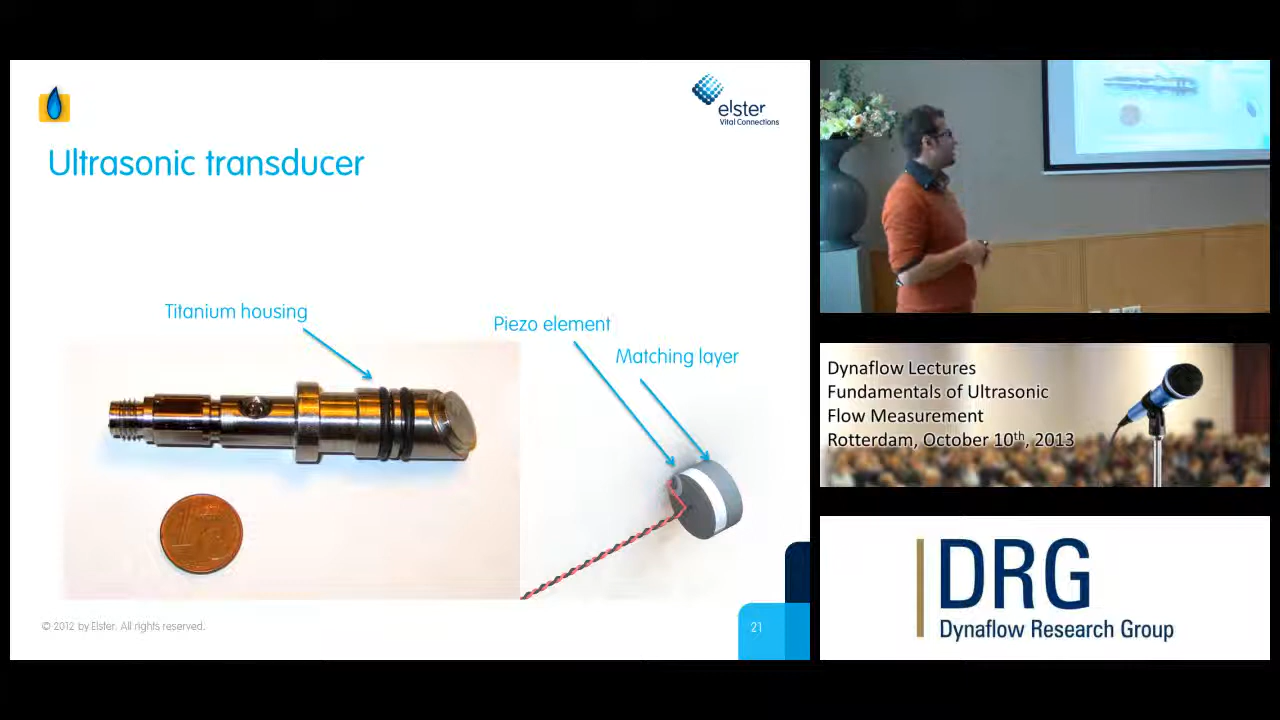 elster
Vital Connections
Ultrasonic transducer
Titanium housing
Piezo element
Matching layer
1
© 2012 by Elster. All rights reserved.
21
Dynaflow Lectures
Fundamentals of Ultrasonic
Flow Measurement
Rotterdam, October 10th, 2013
DRG
Dynaflow Research Group